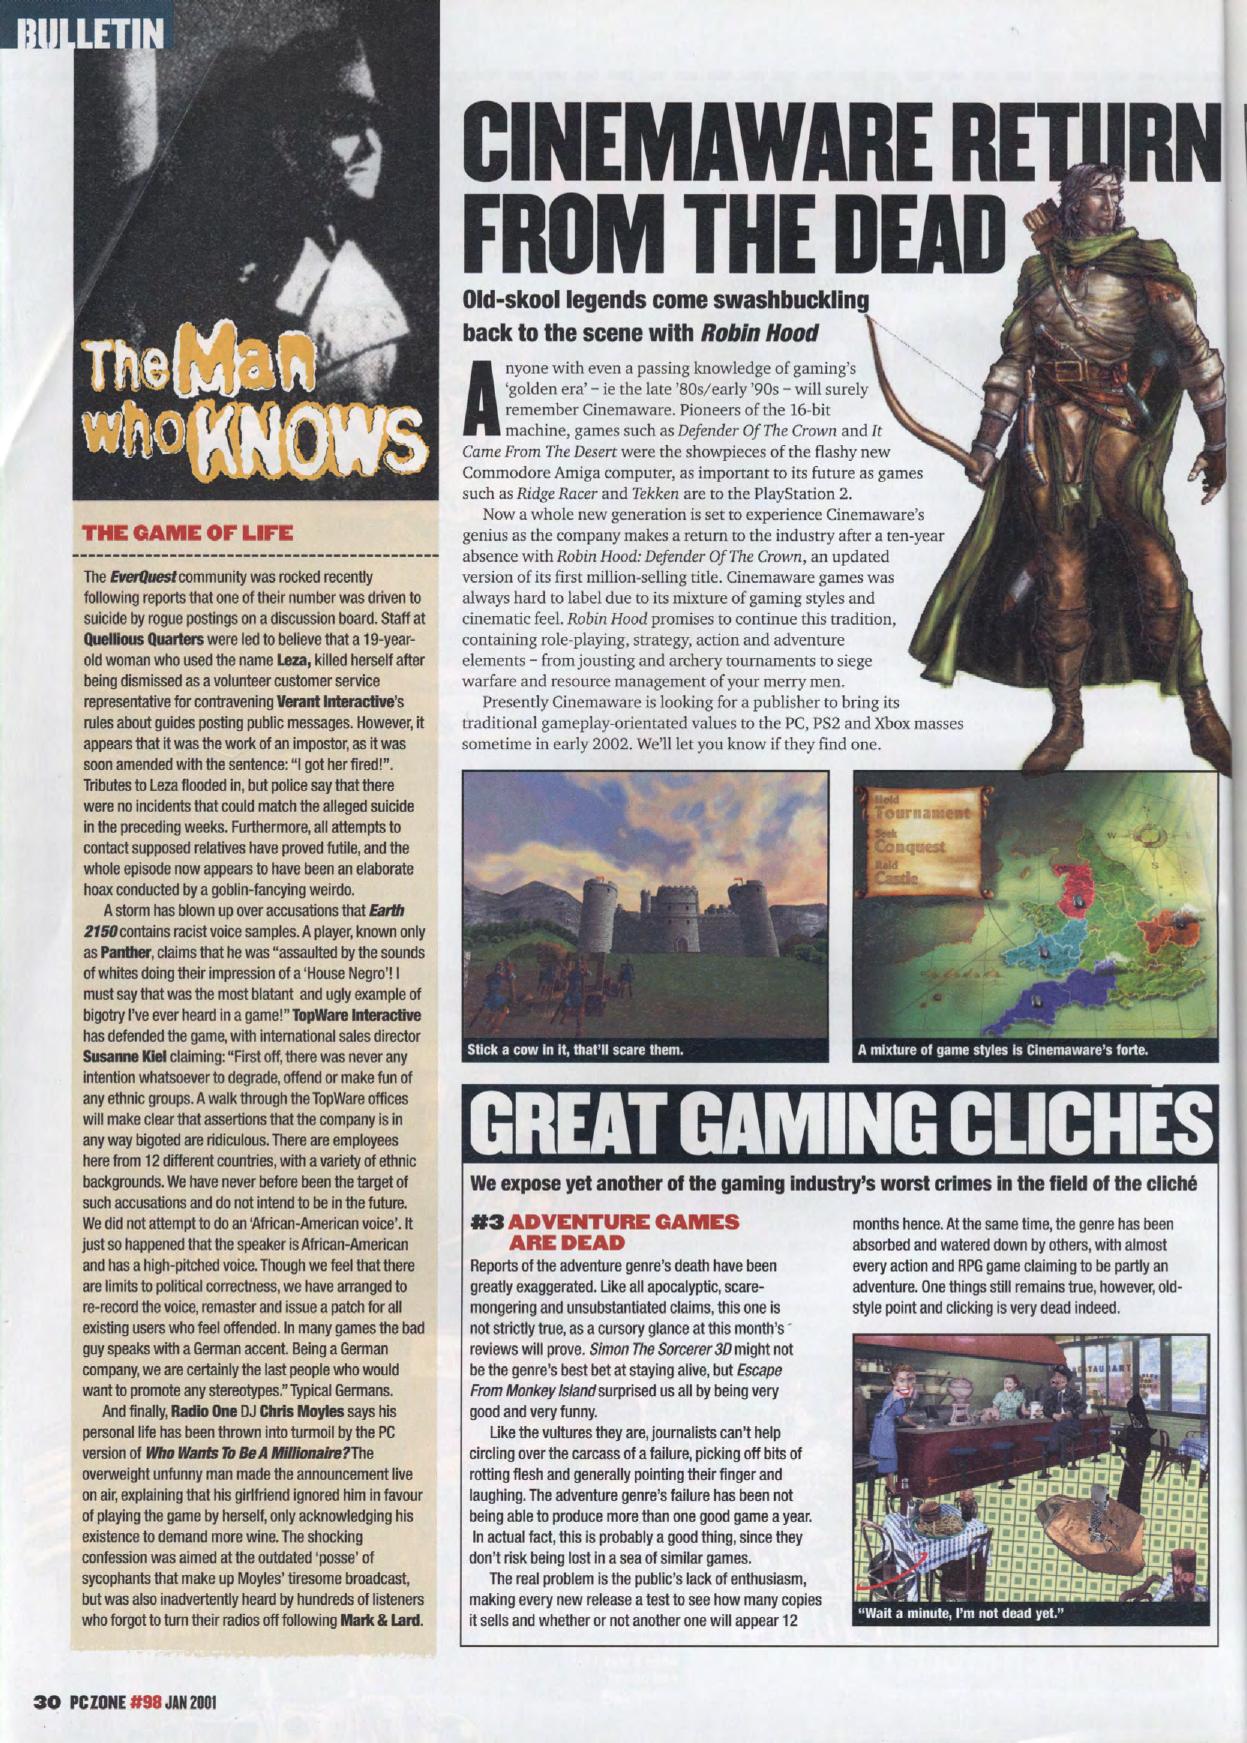 BULLETIN
The Man
who KNOWS
THE GAME OF LIFE
The EverQuest community was rocked recently
following reports that one of their number was driven to
suicide by rogue postings on a discussion board. Staff at
Quellious Quarters were led to believe that a 19-year-
old woman who used the name Leza, killed herself after
being dismissed as a volunteer customer service
representative for contravening Verant Interactive's
rules about guides posting public messages. However, it
appears that it was the work of an impostor, as it was
soon amended with the sentence: "I got her fired!".
Tributes to Leza flooded in, but police say that there
were no incidents that could match the alleged suicide
in the preceding weeks. Furthermore, all attempts to
contact supposed relatives have proved futile, and the
whole episode now appears to have been an elaborate
hoax conducted by a goblin-fancying weirdo.
A storm has blown up over accusations that Earth
2150 contains racist voice samples. A player, known only
as Panther, claims that he was "assaulted by the sounds
of whites doing their impression of a 'House Negro'! I
must say that was the most blatant and ugly example of
bigotry I've ever heard in a game!" TopWare Interactive
has defended the game, with international sales director
Susanne Kiel claiming: "First off, there was never any
intention whatsoever to degrade, offend or make fun of
any ethnic groups. A walk through the TopWare offices
will make clear that assertions that the company is in
any way bigoted are ridiculous. There are employees
here from 12 different countries, with a variety of ethnic
backgrounds. We have never before been the target of
such accusations and do not intend to be in the future.
We did not attempt to do an 'African-American voice'. It
just so happened that the speaker is African-American
and has a high-pitched voice. Though we feel that there
are limits to political correctness, we have arranged to
re-record the voice, remaster and issue a patch for all
existing users who feel offended. In many games the bad
guy speaks with a German accent. Being a German
company, we are certainly the last people who would
want to promote any stereotypes." Typical Germans.
And finally, Radio One DJ Chris Moyles says his
personal life has been thrown into turmoil by the PC
version of Who Wants To Be A Millionaire? The
overweight unfunny man made the announcement live
on air, explaining that his girlfriend ignored him in favour
of playing the game by herself, only acknowledging his
existence to demand more wine. The shocking
confession was aimed at the outdated 'posse' of
sycophants that make up Moyles' tiresome broadcast,
but was also inadvertently heard by hundreds of listeners
who forgot to turn their radios off following Mark & Lard.
CINEMAWARE RETURN
FROM THE DEAD
Old-skool legends come swashbuckling
back to the scene with Robin Hood
Anyone with even a passing knowledge of gaming's
'golden era' – ie the late '80s/early '90s – will surely
remember Cinemaware. Pioneers of the 16-bit
machine, games such as Defender Of The Crown and It
Came From The Desert were the showpieces of the flashy new
Commodore Amiga computer, as important to its future as games
such as Ridge Racer and Tekken are to the PlayStation 2.
Now a whole new generation is set to experience Cinemaware's
genius as the company makes a return to the industry after a ten-year
absence with Robin Hood: Defender Of The Crown, an updated
version of its first million-selling title. Cinemaware games was
always hard to label due to its mixture of gaming styles and
cinematic feel. Robin Hood promises to continue this tradition,
containing role-playing, strategy, action and adventure
elements – from jousting and archery tournaments to siege
warfare and resource management of your merry men.
Presently Cinemaware is looking for a publisher to bring its
traditional gameplay-orientated values to the PC, PS2 and Xbox masses
sometime in early 2002. We'll let you know if they find one.
Stick a cow in it, that'll scare them.
Hold
Tournament
Seek
Conquest
Raid
Castle
W
E
S
A mixture of game styles is Cinemaware's forte.
GREAT GAMING CLICHÉS
We expose yet another of the gaming industry's worst crimes in the field of the cliché
#3 ADVENTURE GAMES
ARE DEAD
Reports of the adventure genre's death have been
greatly exaggerated. Like all apocalyptic, scare-
mongering and unsubstantiated claims, this one is
not strictly true, as a cursory glance at this month's
reviews will prove. Simon The Sorcerer 3D might not
be the genre's best bet at staying alive, but Escape
From Monkey Island surprised us all by being very
good and very funny.
Like the vultures they are, journalists can't help
circling over the carcass of a failure, picking off bits of
rotting flesh and generally pointing their finger and
laughing. The adventure genre's failure has been not
being able to produce more than one good game a year.
In actual fact, this is probably a good thing, since they
don't risk being lost in a sea of similar games.
The real problem is the public's lack of enthusiasm,
making every new release a test to see how many copies
it sells and whether or not another one will appear 12
months hence. At the same time, the genre has been
absorbed and watered down by others, with almost
every action and RPG game claiming to be partly an
adventure. One things still remains true, however, old-
style point and clicking is very dead indeed.
"Wait a minute, I'm not dead yet."
30 PC ZONE #98 JAN 2001